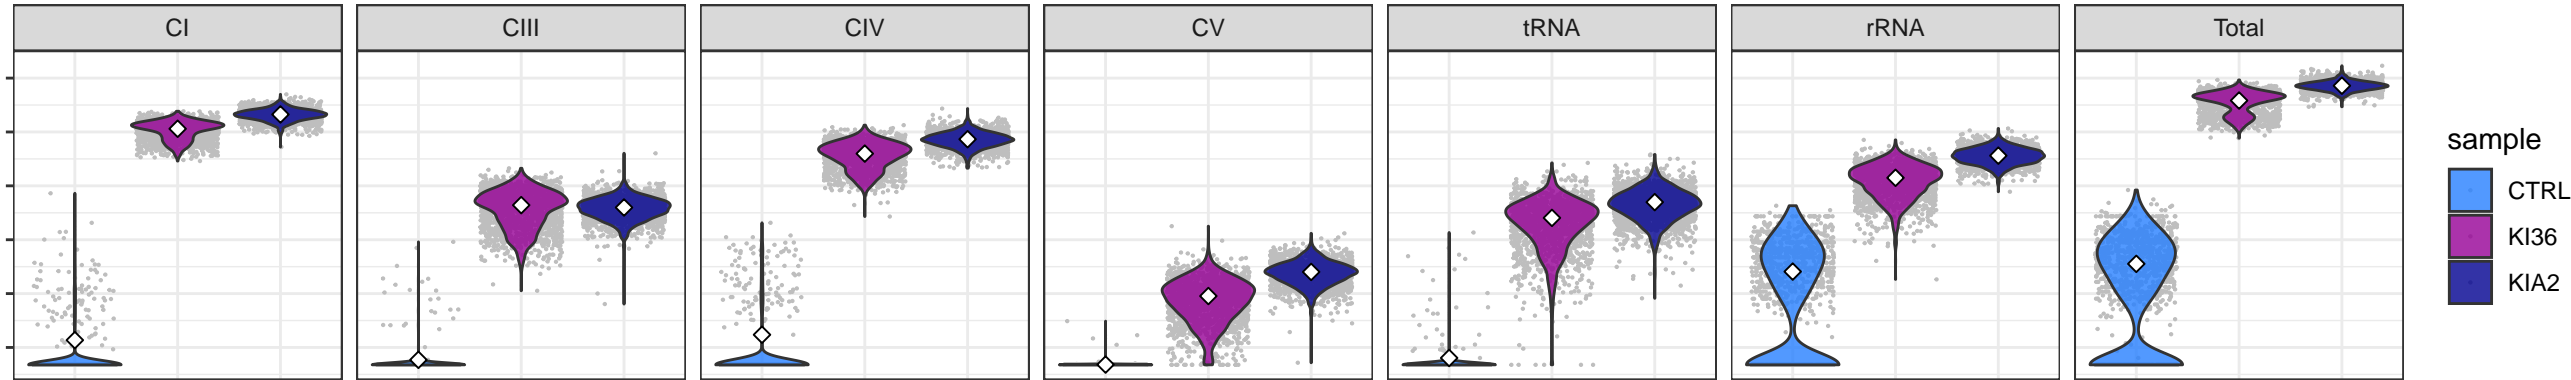 CI
CIII
CIV
CV
tRNA
rRNA
Total
sample
CTRL
KI36
KIA2